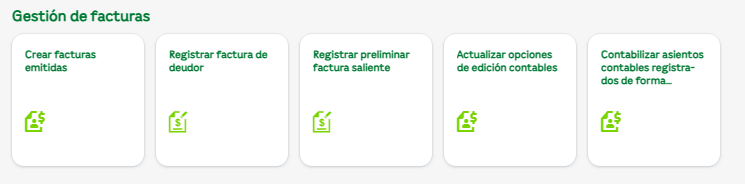 Gestión de facturas
Crear facturas
emitidas
Registrar factura de
deudor
Registrar preliminar
factura saliente
Actualizar opciones
de edición contables
Contabilizar asientos
contables registra-
dos de forma...